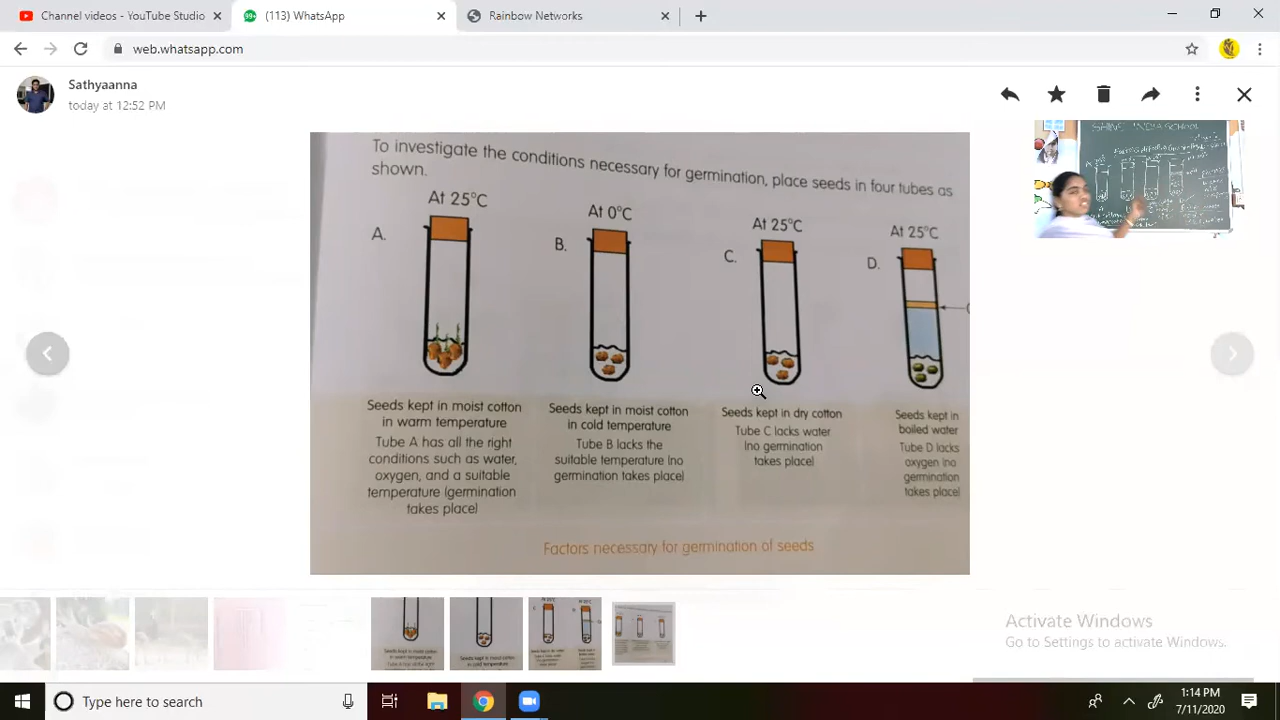 Channel videos - YouTube Studio
(113) WhatsApp
Rainbow Networks
web.whatsapp.com
Sathyaanna
today at 12:52 PM
SHINE INDIA SCHOOL
To investigate the conditions necessary for germination, place seeds in four tubes as
shown.
At 25°C
At 0°C
At 25°C
At 25°C
A.
B.
C.
D.
Seeds kept in moist cotton
in warm temperature
Tube A has all the right
conditions such as water,
oxygen, and a suitable
temperature (germination
takes place)
Seeds kept in moist cotton
in cold temperature
Tube B lacks the
suitable temperature (no
germination takes place)
Seeds kept in dry cotton
Tube C lacks water
(no germination
takes place)
Seeds kept in
boiled water
Tube D lacks
oxygen (no
germination
takes place)
Factors necessary for germination of seeds
Activate Windows
Go to Settings to activate Windows.
Type here to search
1:14 PM
7/11/2020